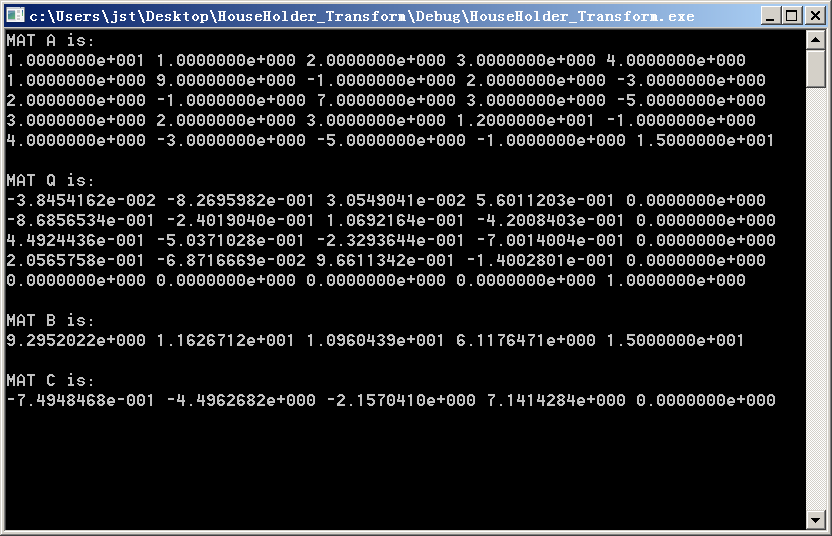 c:\Users\jst\Desktop\HouseHolder_Transform\Debug\HouseHolder_Transform.exe
MAT A is:
1.0000000e+001 1.0000000e+000 2.0000000e+000 3.0000000e+000 4.0000000e+000
1.0000000e+000 9.0000000e+000 -1.0000000e+000 2.0000000e+000 -3.0000000e+000
2.0000000e+000 -1.0000000e+000 7.0000000e+000 3.0000000e+000 -5.0000000e+000
3.0000000e+000 2.0000000e+000 3.0000000e+000 1.2000000e+001 -1.0000000e+000
4.0000000e+000 -3.0000000e+000 -5.0000000e+000 -1.0000000e+000 1.5000000e+001
MAT Q is:
-3.8454162e-002 -8.2695982e-001 3.0549041e-002 5.6011203e-001 0.0000000e+000
-8.6856534e-001 -2.4019040e-001 1.0692164e-001 -4.2008403e-001 0.0000000e+000
4.4924436e-001 -5.0371028e-001 -2.3293644e-001 -7.0014004e-001 0.0000000e+000
2.0565758e-001 -6.8716669e-002 9.6611342e-001 -1.4002801e-001 0.0000000e+000
0.0000000e+000 0.0000000e+000 0.0000000e+000 0.0000000e+000 1.0000000e+000
MAT B is:
9.2952022e+000 1.1626712e+001 1.0960439e+001 6.1176471e+000 1.5000000e+001
MAT C is:
-7.4948468e-001 -4.4962682e+000 -2.1570410e+000 7.1414284e+000 0.0000000e+000